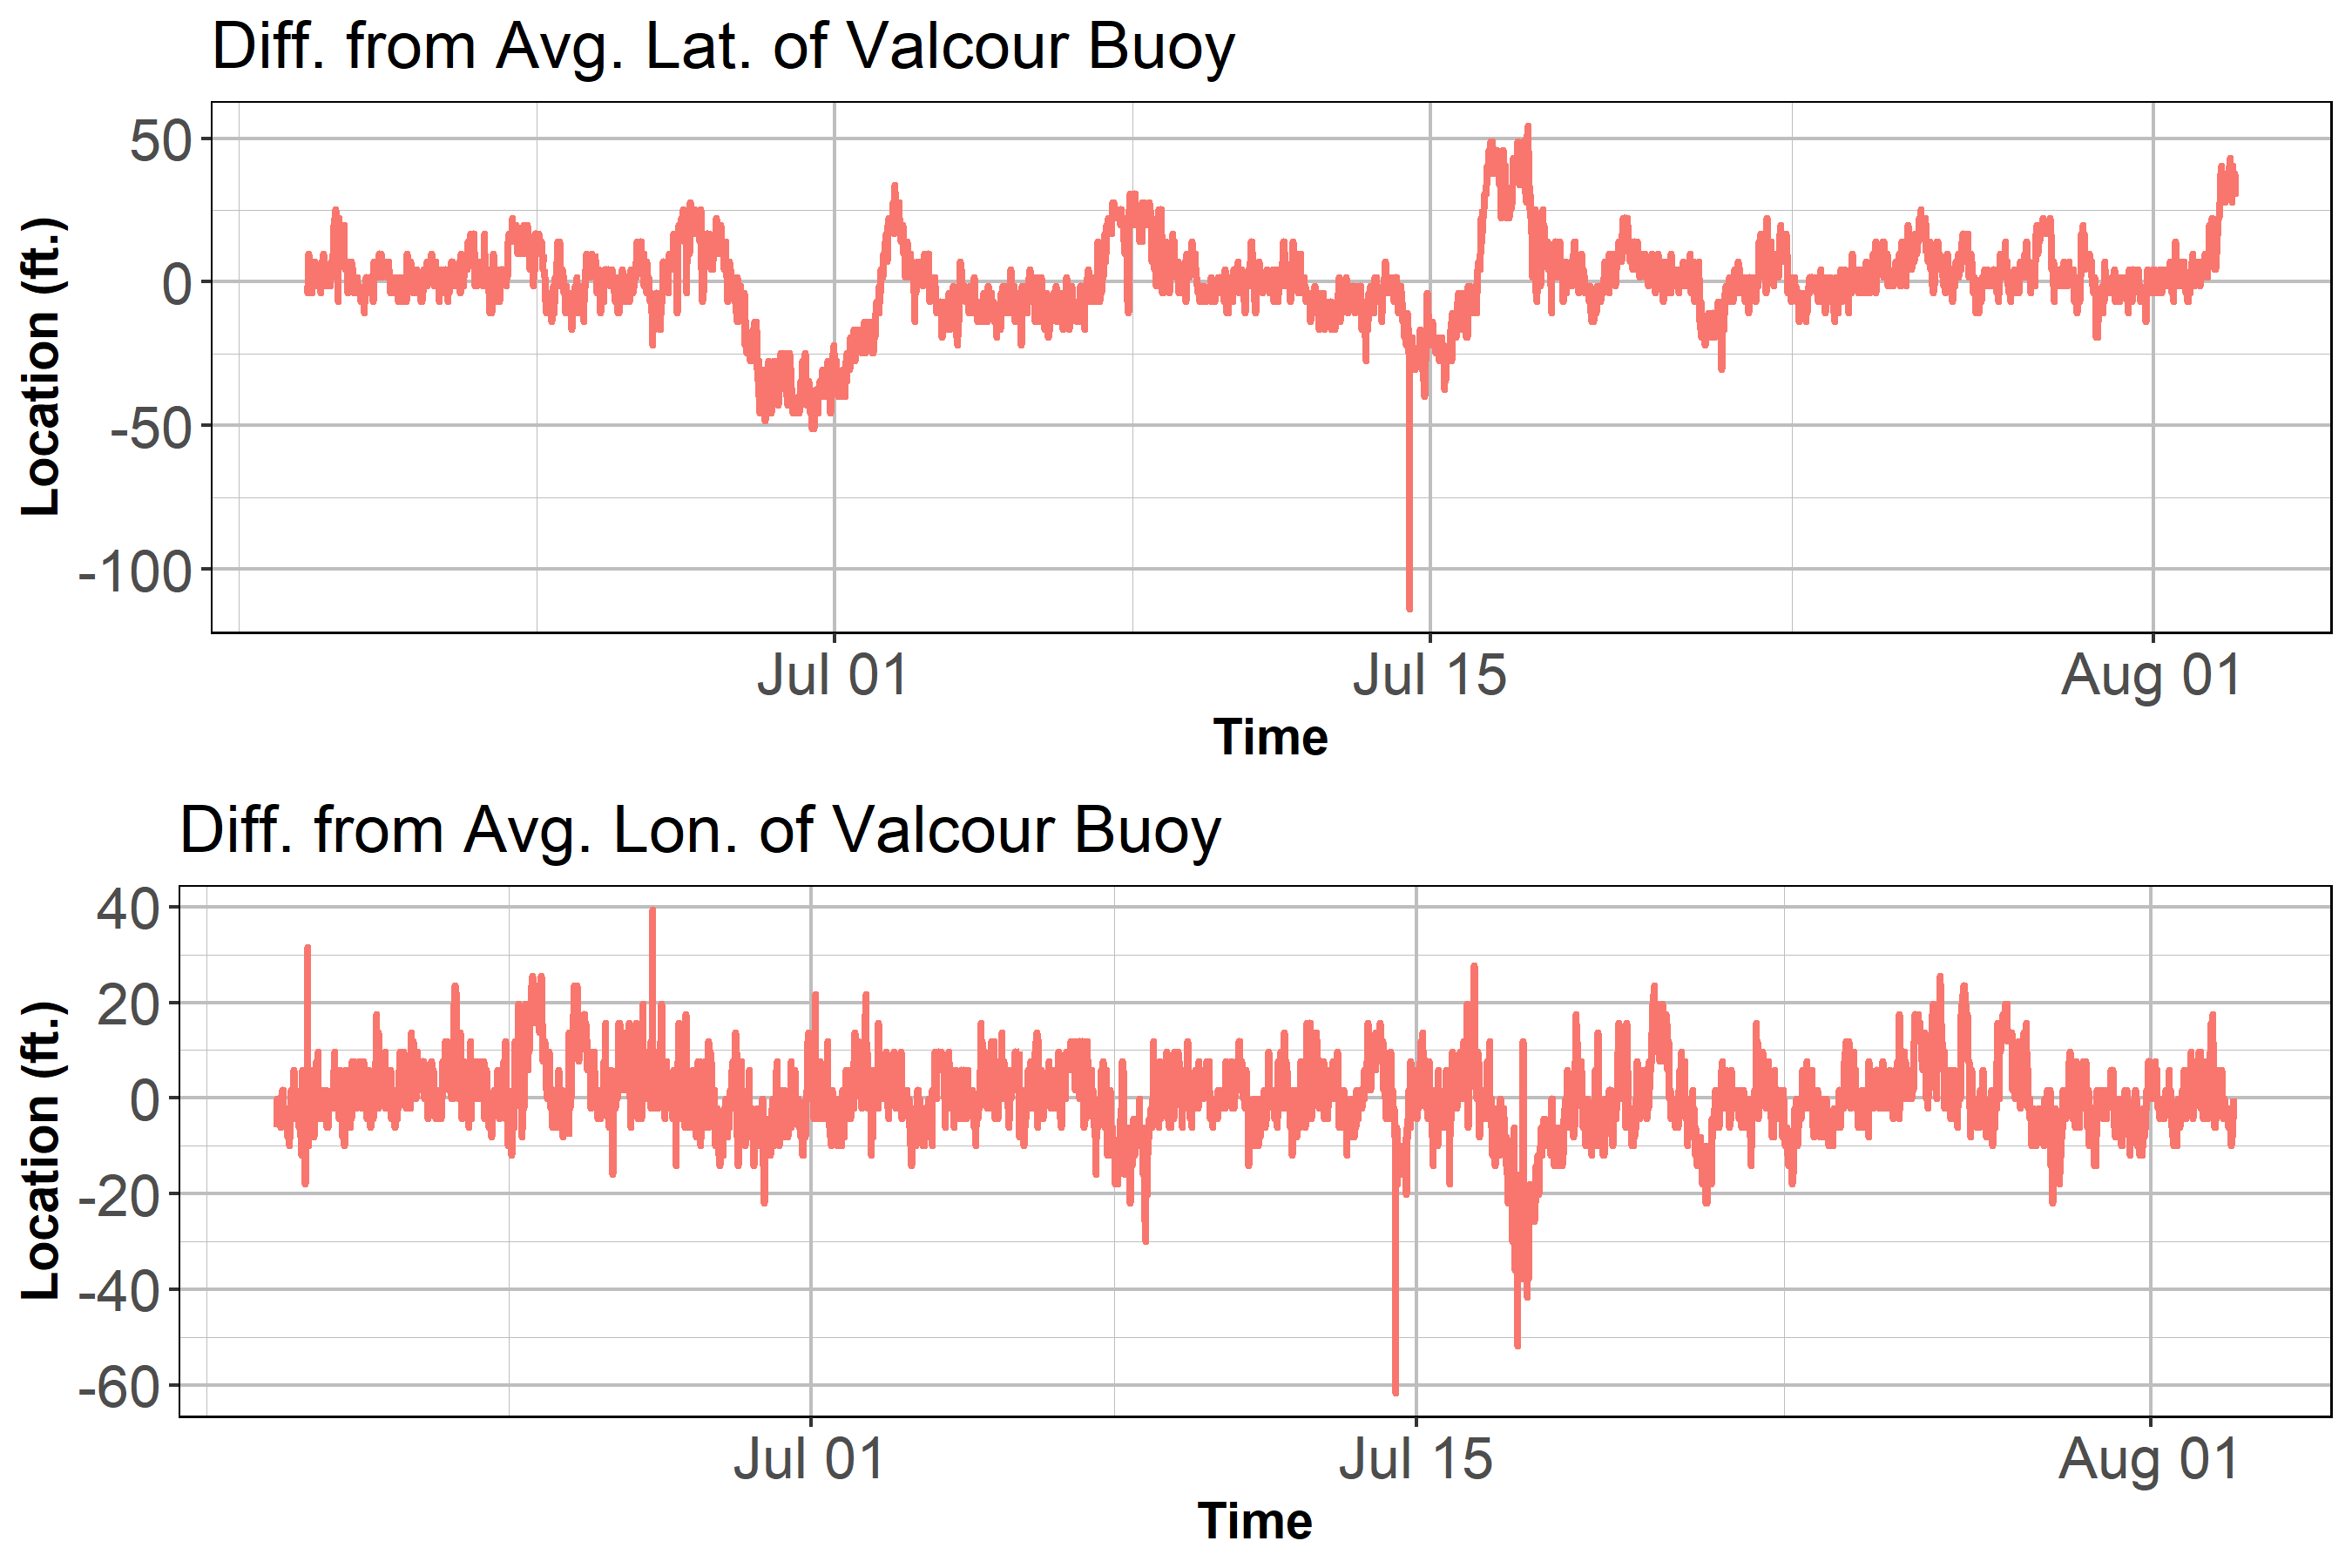 Diff. from Avg. Lat. of Valcour Buoy
Location (ft.)
50
0
-50
-100
Jul 01
Jul 15
Aug 01
Time
Diff. from Avg. Lon. of Valcour Buoy
Location (ft.)
40
20
0
-20
-40
-60
Jul 01
Jul 15
Aug 01
Time